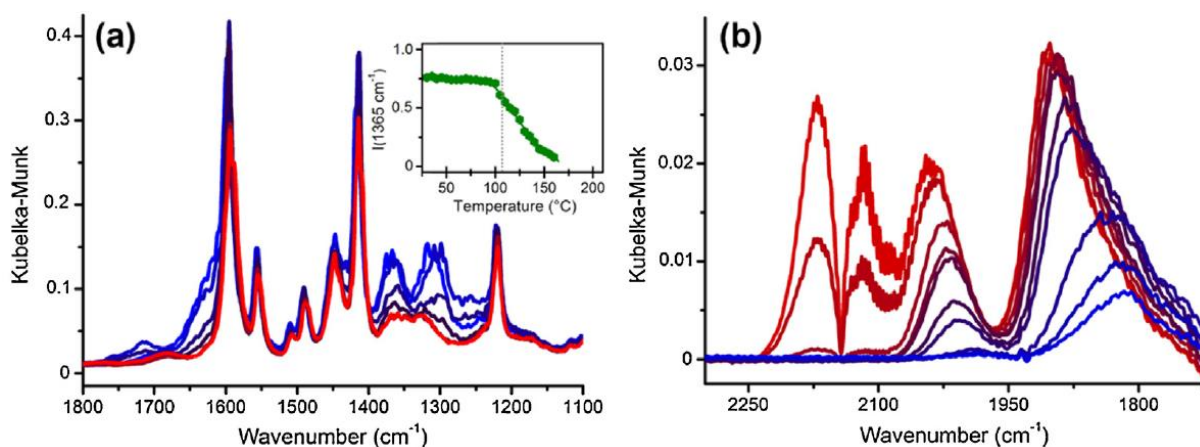 (a)
Kubelka-Munk
0.4
0.3
0.2
0.1
0
1800 1700 1600 1500 1400 1300 1200 1100
Wavenumber (cm⁻¹)
I(1365 cm⁻¹)
1.0
0.5
0
50 100 150 200
Temperature (°C)
(b)
Kubelka-Munk
0.03
0.02
0.01
0
2250 2100 1950 1800
Wavenumber (cm⁻¹)